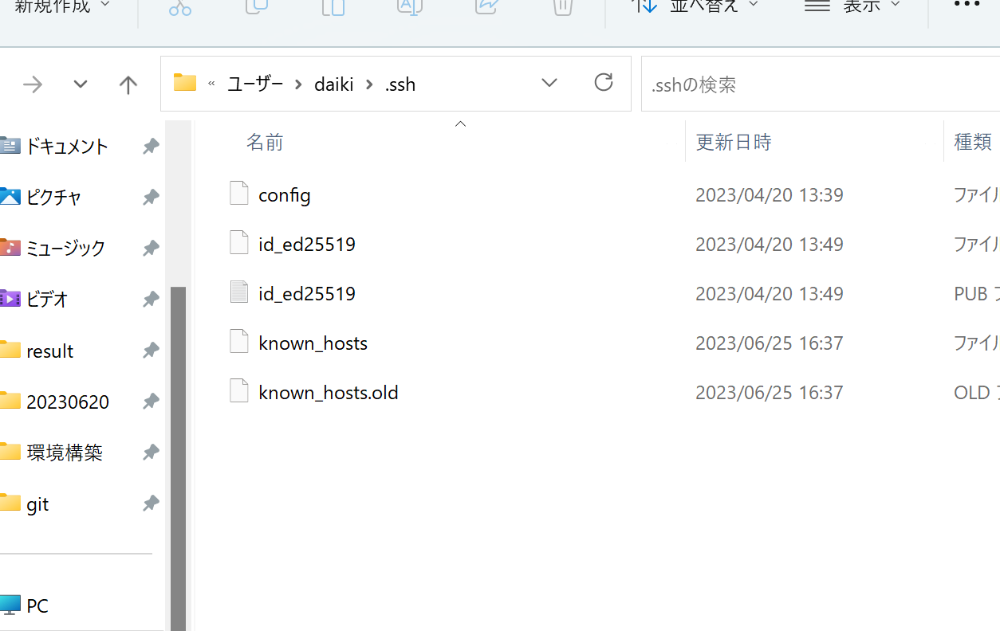 新規作成
並べ替え
表示
« ユーザー > daiki > .ssh
.sshの検索
ドキュメント
ピクチャ
ミュージック
ビデオ
result
20230620
環境構築
git
PC
名前 更新日時 種類
config 2023/04/20 13:39 ファイル
id_ed25519 2023/04/20 13:49 ファイル
id_ed25519 2023/04/20 13:49 PUB フ
known_hosts 2023/06/25 16:37 ファイル
known_hosts.old 2023/06/25 16:37 OLD フ